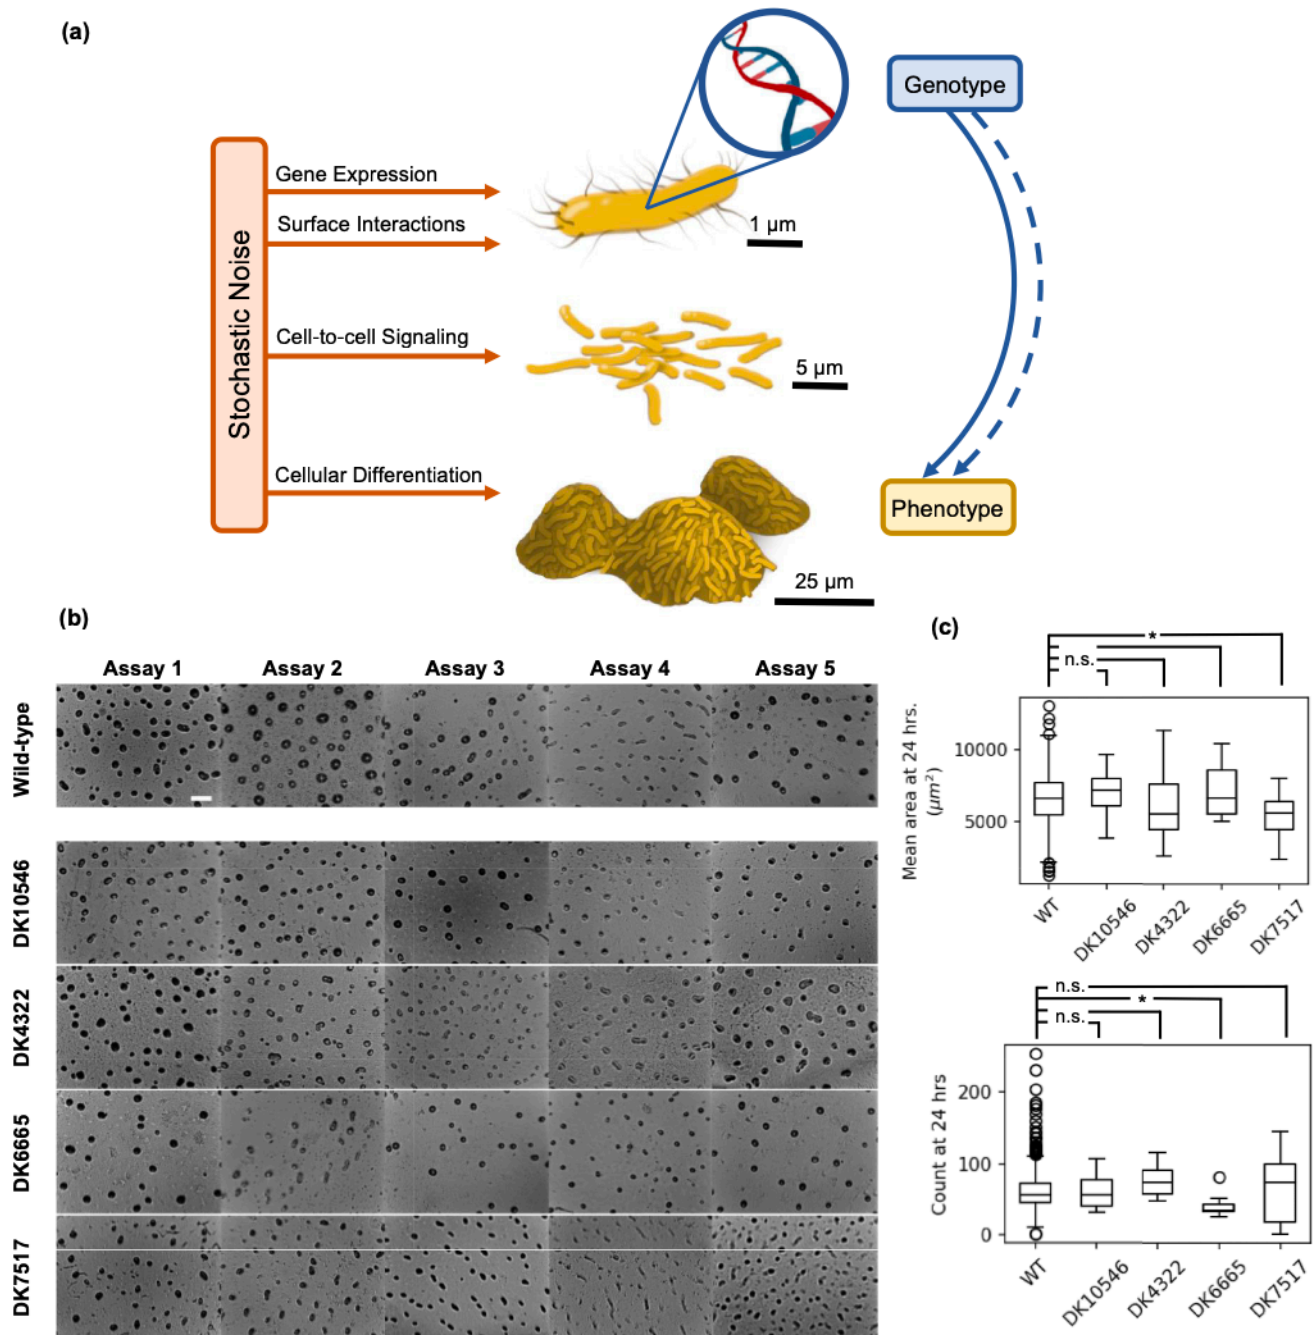 (a)
Genotype
Stochastic Noise
Gene Expression
Surface Interactions
1 μm
Cell-to-cell Signaling
5 μm
Cellular Differentiation
Phenotype
25 μm
(b)
Assay 1 Assay 2 Assay 3 Assay 4 Assay 5
Wild-type
DK10546
DK4322
DK6665
DK7517
(c)
*
n.s.
Mean area at 24 hrs.
(μm²)
10000
5000
WT DK10546 DK4322 DK6665 DK7517
n.s.
*
n.s.
Count at 24 hrs
200
100
0
WT DK10546 DK4322 DK6665 DK7517